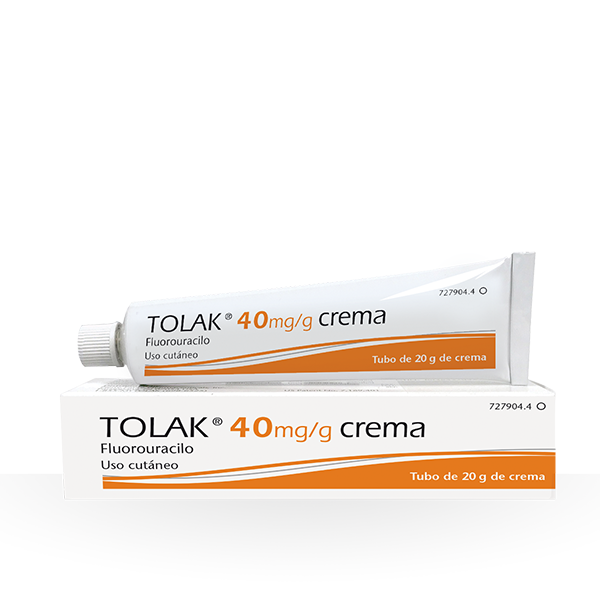 727904.4 O
TOLAK® 40mg/g crema
Fluorouracilo
Uso cutáneo
Tubo de 20 g de crema
727904.4 O
TOLAK® 40mg/g crema
Fluorouracilo
Uso cutáneo
Tubo de 20 g de crema